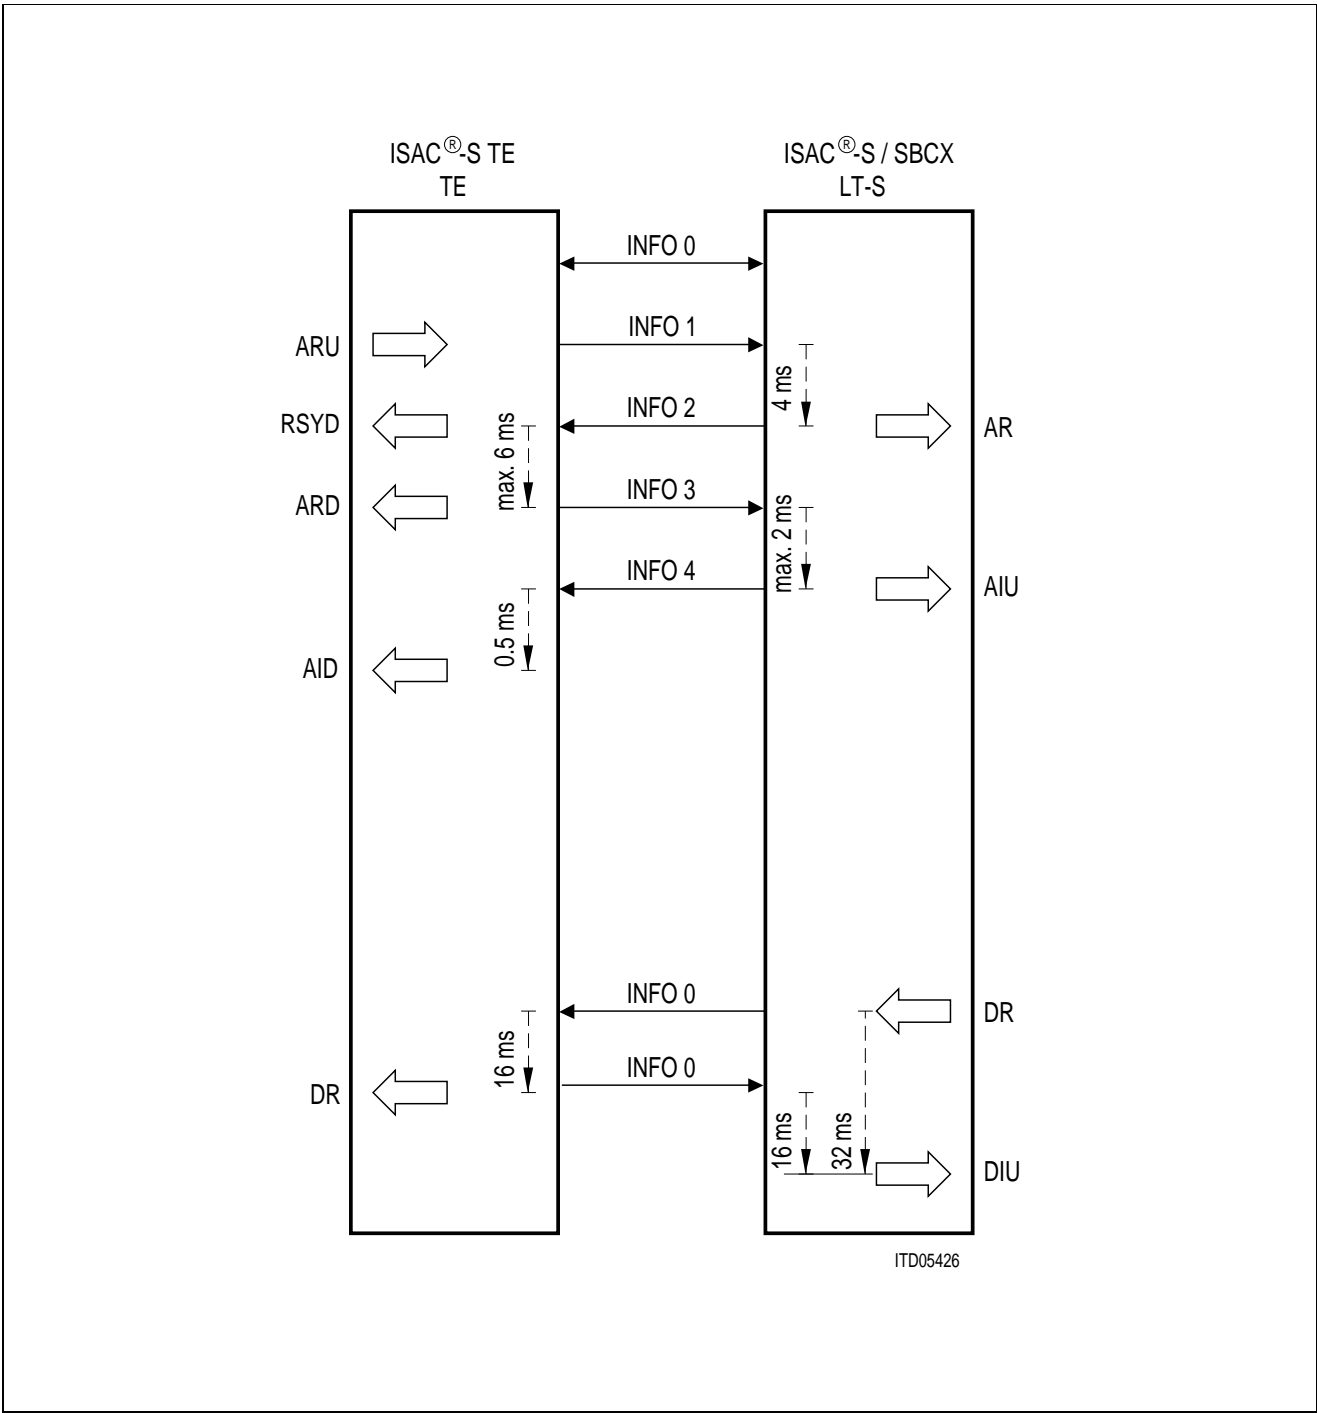 ISAC®-S TE
TE
ISAC®-S / SBCX
LT-S
INFO 0
ARU
INFO 1
4 ms
RSYD
INFO 2
AR
max. 6 ms
ARD
INFO 3
max. 2 ms
INFO 4
AIU
0.5 ms
AID
INFO 0
DR
16 ms
INFO 0
DR
16 ms
32 ms
DIU
ITD05426